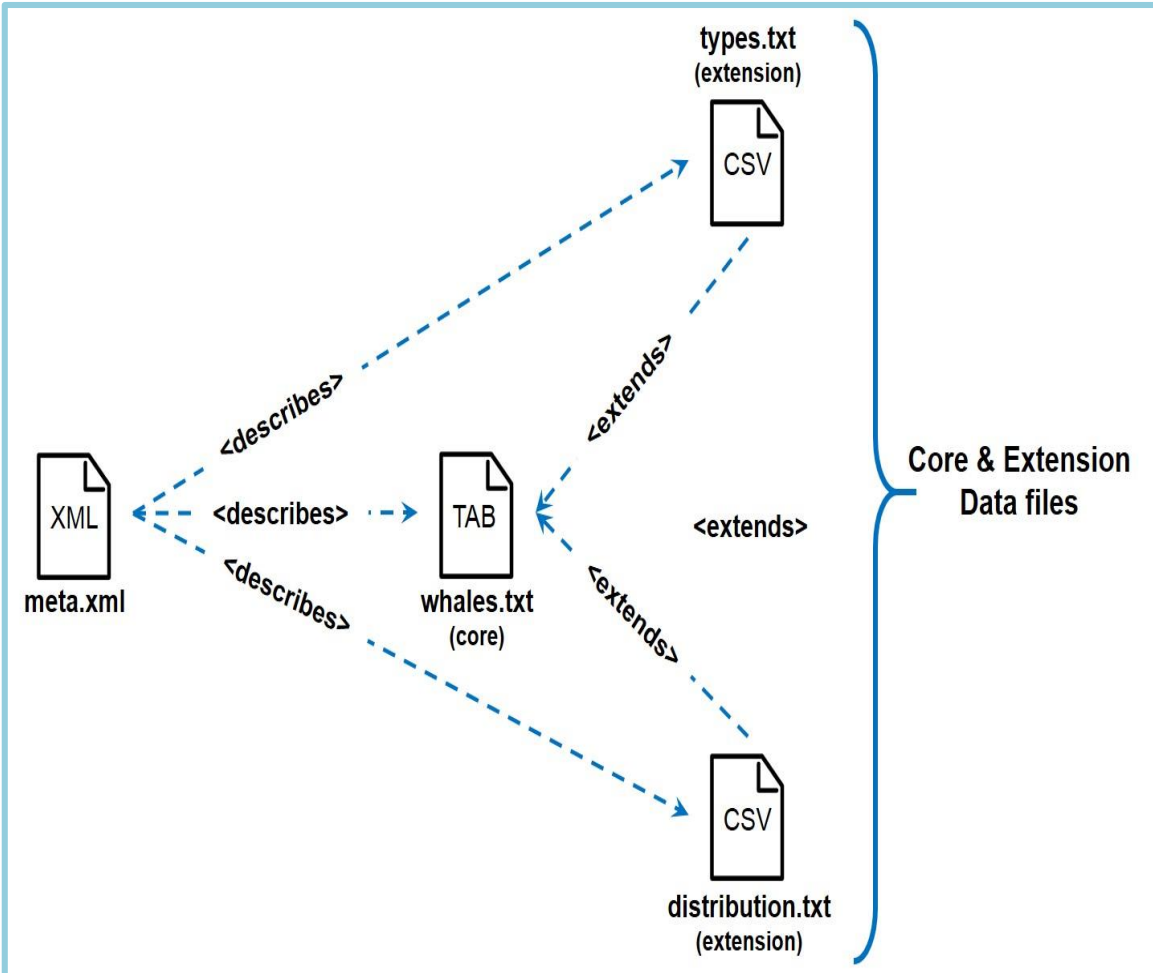 types.txt
(extension)
CSV
<describes>
<extends>
XML
<describes>
TAB
<extends>
Core & Extension
Data files
meta.xml
<describes>
whales.txt
(core)
<extends>
CSV
distribution.txt
(extension)